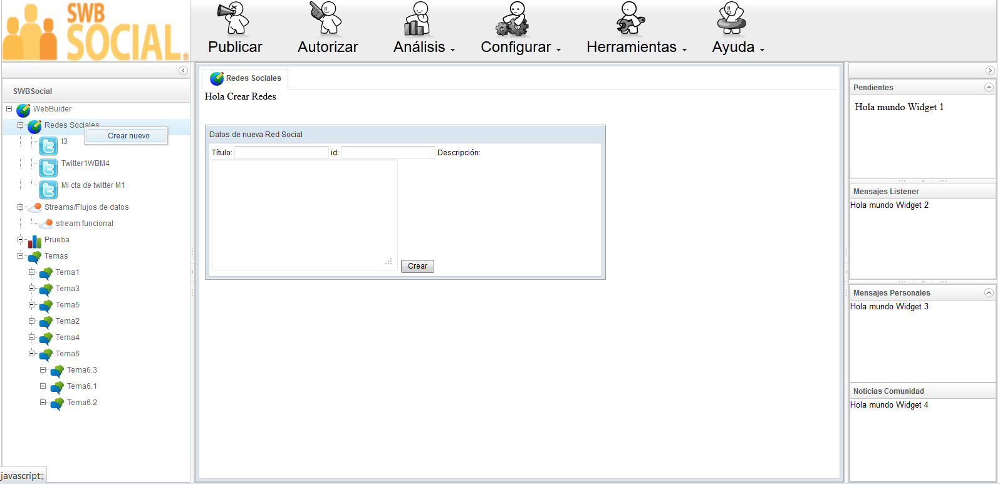 SWB
SOCIAL®
Publicar
Autorizar
Análisis
Configurar
Herramientas
Ayuda
SWBSocial
WebBuider
Redes Sociales
Crear nuevo
t3
Twitter1WBM4
Mi cta de twitter M1
Streams/Flujos de datos
stream funcional
Prueba
Temas
Tema1
Tema3
Tema5
Tema2
Tema4
Tema6
Tema6.3
Tema6.1
Tema6.2
javascript:;
Redes Sociales
Hola Crear Redes
Datos de nueva Red Social
Título: id: Descripción:
Crear
Pendientes
Hola mundo Widget 1
Mensajes Listener
Hola mundo Widget 2
Mensajes Personales
Hola mundo Widget 3
Noticias Comunidad
Hola mundo Widget 4